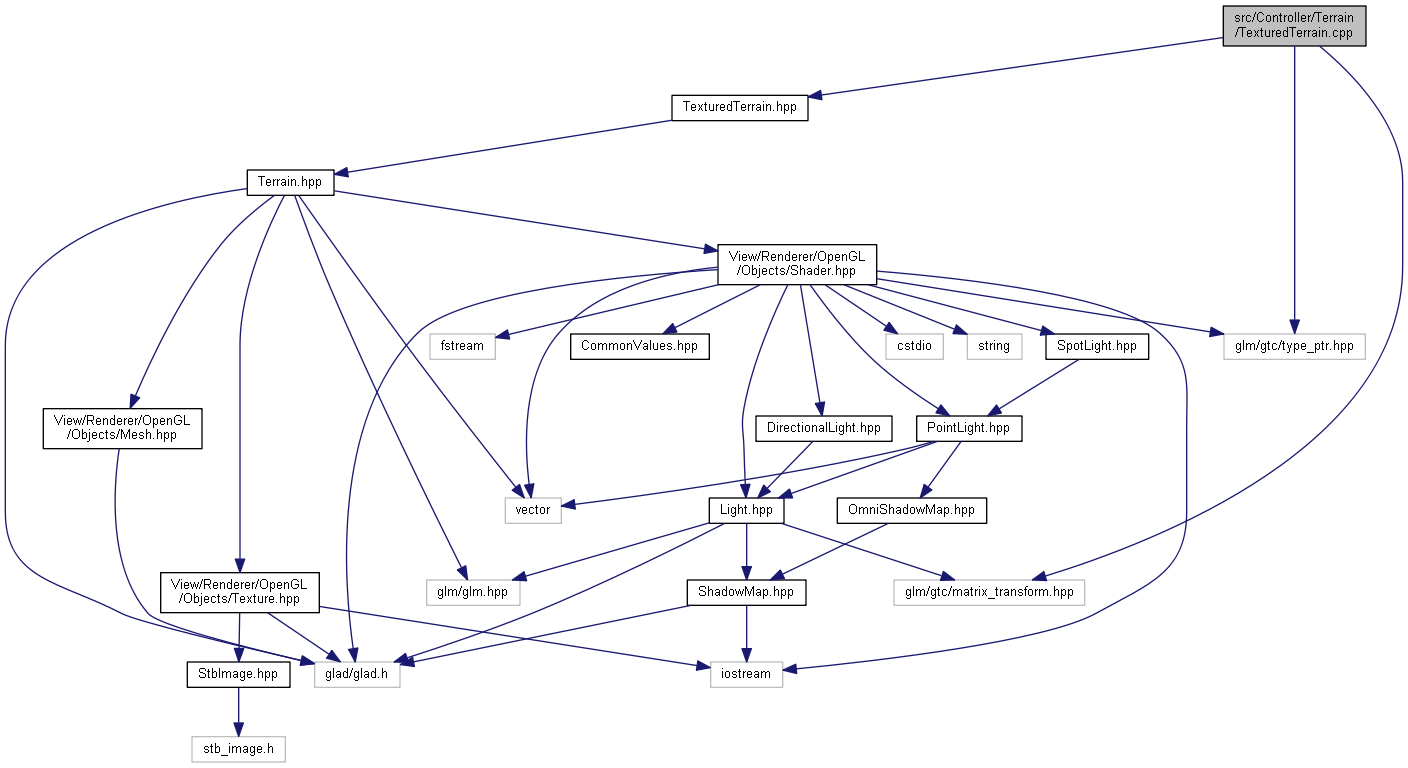 src/Controller/Terrain
/TexturedTerrain.cpp
TexturedTerrain.hpp
Terrain.hpp
View/Renderer/OpenGL
/Objects/Shader.hpp
fstream
CommonValues.hpp
cstdio
string
SpotLight.hpp
glm/gtc/type_ptr.hpp
View/Renderer/OpenGL
/Objects/Mesh.hpp
DirectionalLight.hpp
PointLight.hpp
vector
Light.hpp
OmniShadowMap.hpp
View/Renderer/OpenGL
/Objects/Texture.hpp
glm/glm.hpp
ShadowMap.hpp
glm/gtc/matrix_transform.hpp
StbImage.hpp
glad/glad.h
iostream
stb_image.h